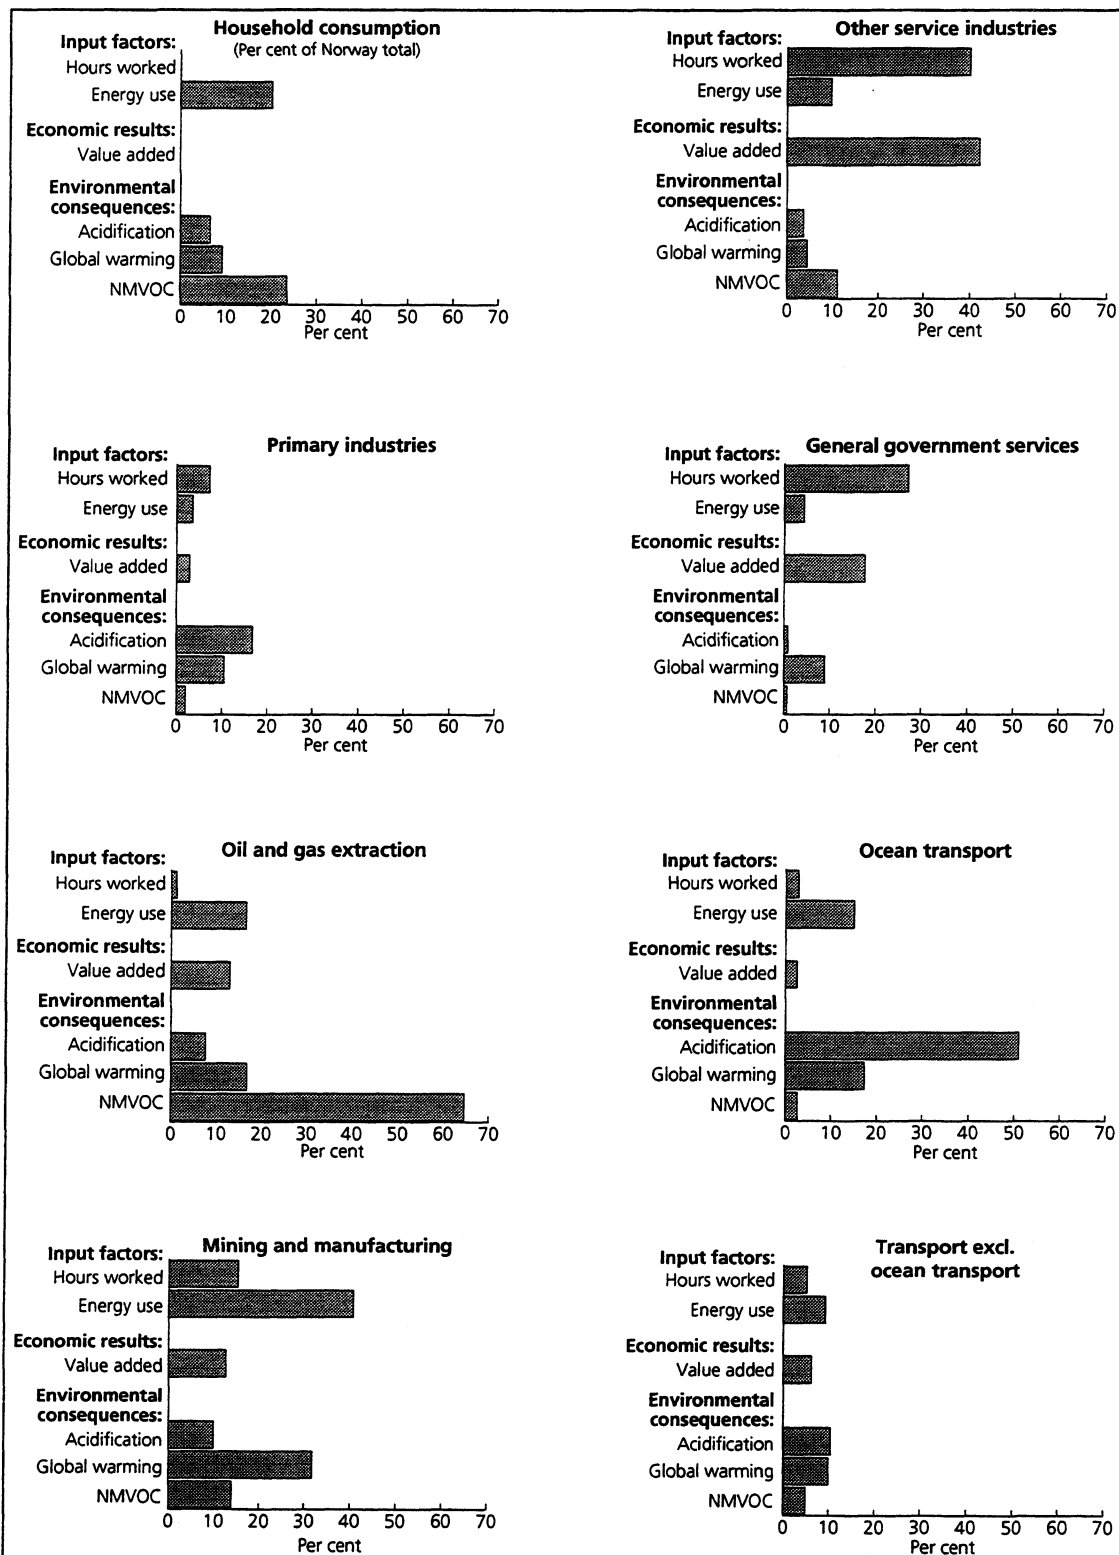 Household consumption
(Per cent of Norway total)
Input factors:
Hours worked
Energy use
Economic results:
Value added
Environmental
consequences:
Acidification
Global warming
NMVOC
0 10 20 30 40 50 60 70
Per cent
Other service industries
Input factors:
Hours worked
Energy use
Economic results:
Value added
Environmental
consequences:
Acidification
Global warming
NMVOC
0 10 20 30 40 50 60 70
Per cent
Primary industries
Input factors:
Hours worked
Energy use
Economic results:
Value added
Environmental
consequences:
Acidification
Global warming
NMVOC
0 10 20 30 40 50 60 70
Per cent
General government services
Input factors:
Hours worked
Energy use
Economic results:
Value added
Environmental
consequences:
Acidification
Global warming
NMVOC
0 10 20 30 40 50 60 70
Per cent
Oil and gas extraction
Input factors:
Hours worked
Energy use
Economic results:
Value added
Environmental
consequences:
Acidification
Global warming
NMVOC
0 10 20 30 40 50 60 70
Per cent
Ocean transport
Input factors:
Hours worked
Energy use
Economic results:
Value added
Environmental
consequences:
Acidification
Global warming
NMVOC
0 10 20 30 40 50 60 70
Per cent
Mining and manufacturing
Input factors:
Hours worked
Energy use
Economic results:
Value added
Environmental
consequences:
Acidification
Global warming
NMVOC
0 10 20 30 40 50 60 70
Per cent
Transport excl.
ocean transport
Input factors:
Hours worked
Energy use
Economic results:
Value added
Environmental
consequences:
Acidification
Global warming
NMVOC
0 10 20 30 40 50 60 70
Per cent